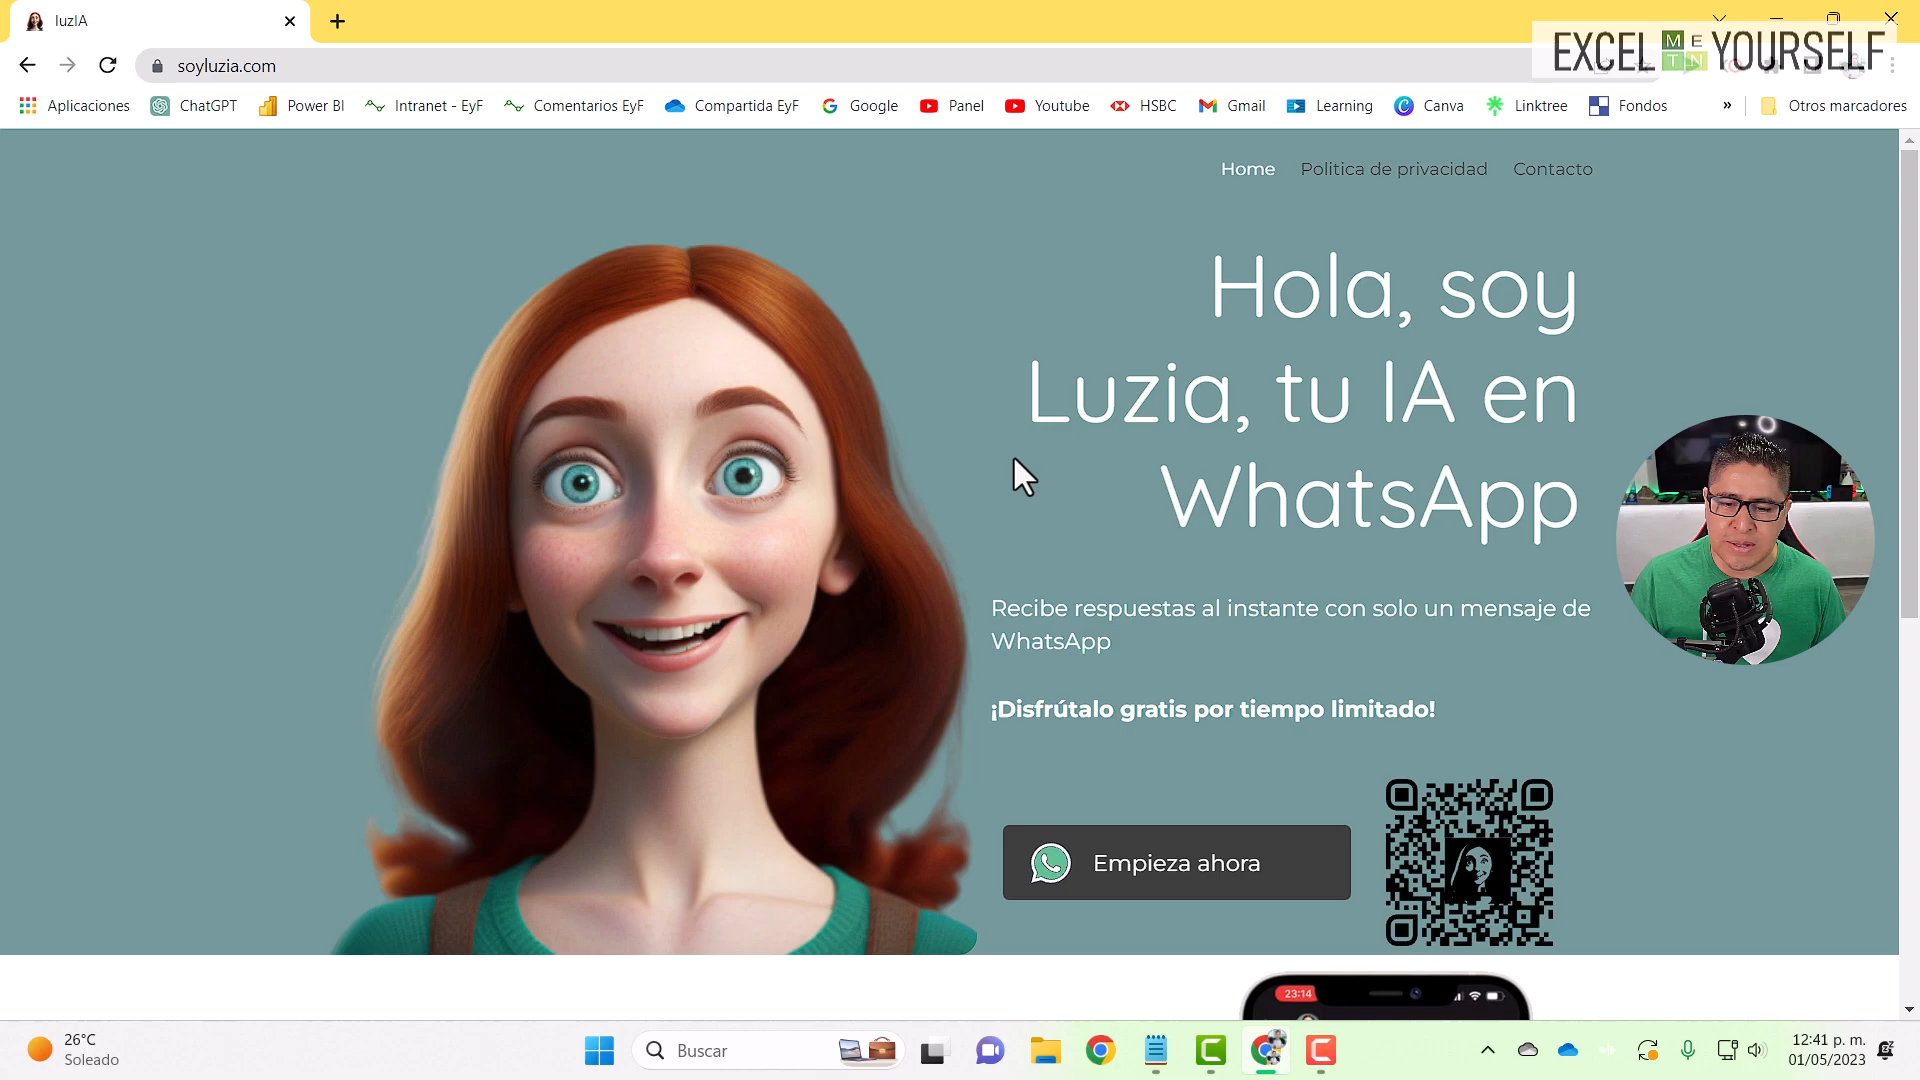 luzIA
soyluzia.com
EXCEL ME TN YOURSELF
Aplicaciones ChatGPT Power BI Intranet - EyF Comentarios EyF Compartida EyF Google Panel Youtube HSBC Gmail Learning Canva Linktree Fondos » Otros marcadores
Home Politica de privacidad Contacto
Hola, soy
Luzia, tu IA en
WhatsApp
Recibe respuestas al instante con solo un mensaje de
WhatsApp
¡Disfrútalo gratis por tiempo limitado!
Empieza ahora
23:14
26°C
Soleado
Buscar
12:41 p. m.
01/05/2023